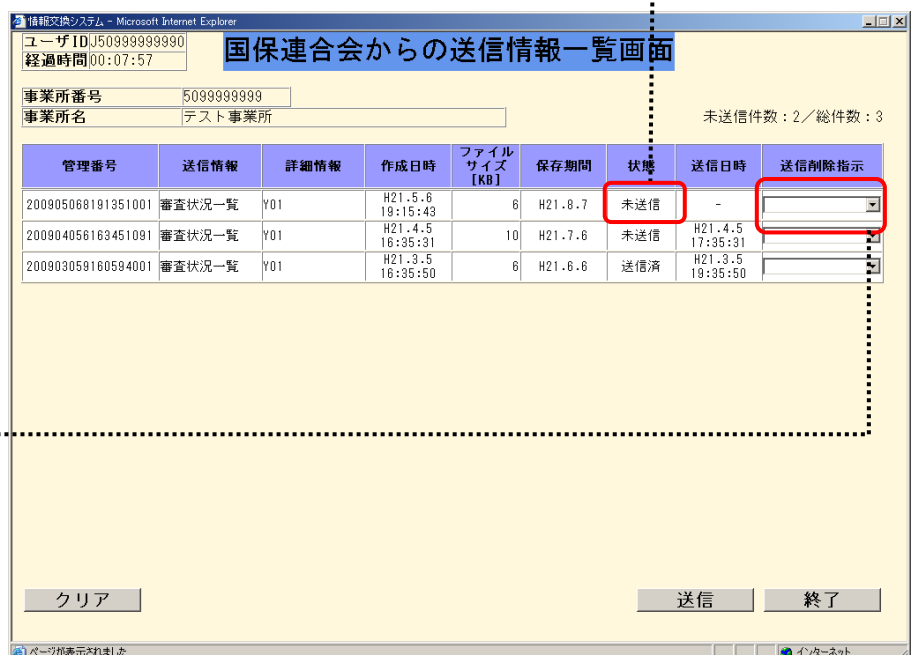 情報交換システム - Microsoft Internet Explorer
ユーザID J50999999990
経過時間 00:07:57
国保連合会からの送信情報一覧画面
事業所番号 5099999999
事業所名 テスト事業所
未送信件数：2／総件数：3
管理番号 送信情報 詳細情報 作成日時 ファイルサイズ[KB] 保存期間 状態 送信日時 送信削除指示
200905068191351001 審査状況一覧 Y01 H21.5.6 19:15:43 6 H21.8.7 未送信 -
200904056163451091 審査状況一覧 Y01 H21.4.5 16:35:31 10 H21.7.6 未送信 H21.4.5 17:35:31
200903059160594001 審査状況一覧 Y01 H21.3.5 16:35:50 6 H21.6.6 送信済 H21.3.5 19:35:50
クリア 送信 終了
ページが表示されました インターネット